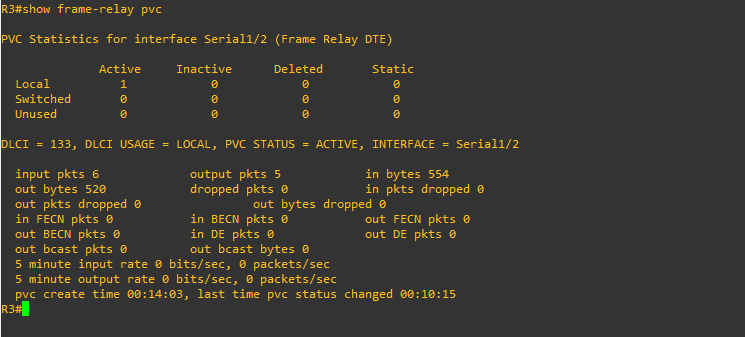 R3#show frame-relay pvc
PVC Statistics for interface Serial1/2 (Frame Relay DTE)
Active Inactive Deleted Static
Local 1 0 0 0
Switched 0 0 0 0
Unused 0 0 0 0
DLCI = 133, DLCI USAGE = LOCAL, PVC STATUS = ACTIVE, INTERFACE = Serial1/2
input pkts 6 output pkts 5 in bytes 554
out bytes 520 dropped pkts 0 in pkts dropped 0
out pkts dropped 0 out bytes dropped 0
in FECN pkts 0 in BECN pkts 0 out FECN pkts 0
out BECN pkts 0 in DE pkts 0 out DE pkts 0
out bcast pkts 0 out bcast bytes 0
5 minute input rate 0 bits/sec, 0 packets/sec
5 minute output rate 0 bits/sec, 0 packets/sec
pvc create time 00:14:03, last time pvc status changed 00:10:15
R3#